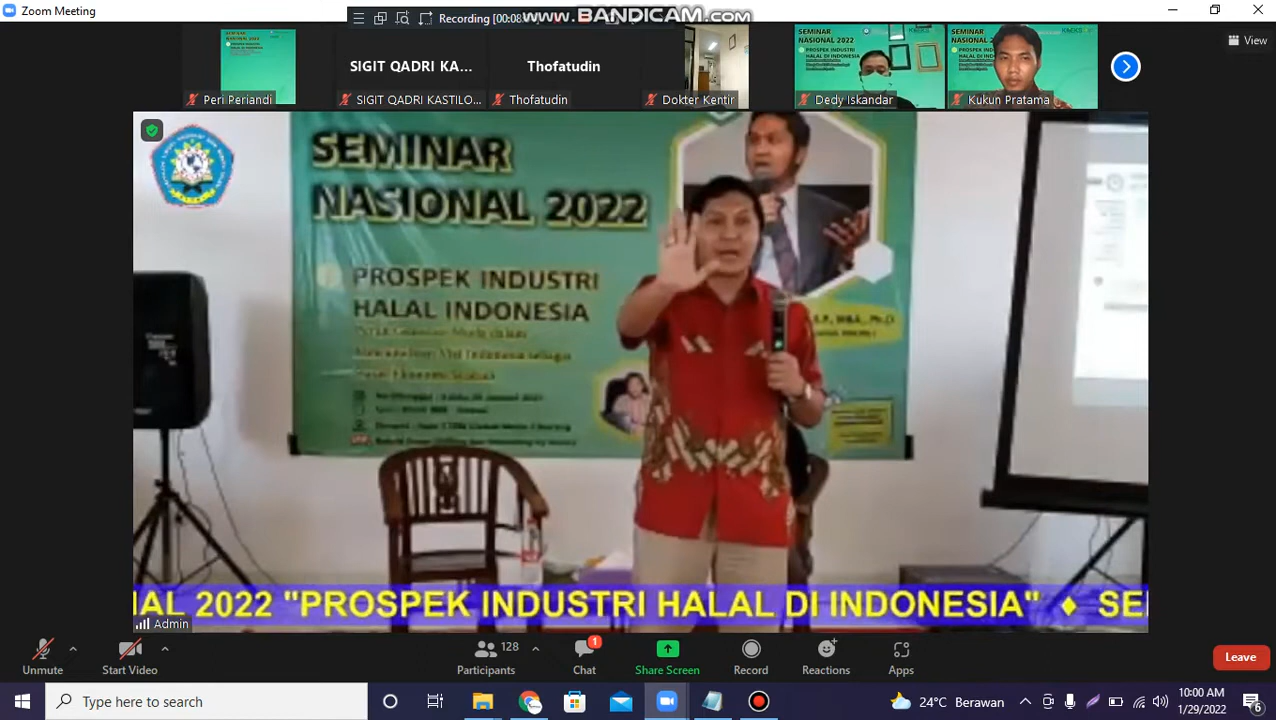 Zoom Meeting
Recording [00:08
www.BANDICAM.com
SIGIT QADRI KA...
Thofatudin
SEMINAR
NASIONAL 2022
PROSPEK INDUSTRI
HALAL DI INDONESIA
View
Peri Periandi
SIGIT QADRI KASTILO...
Thofatudin
Dokter Kentir
Dedy Iskandar
Kukun Pratama
SEMINAR
NASIONAL 2022
PROSPEK INDUSTRI
HALAL INDONESIA
NAL 2022 "PROSPEK INDUSTRI HALAL DI INDONESIA" ♦ SE
Admin
Unmute
Start Video
128
Participants
1
Chat
Share Screen
Record
Reactions
Apps
Leave
Type here to search
24°C Berawan
10:00 AM
1/29/2022
6